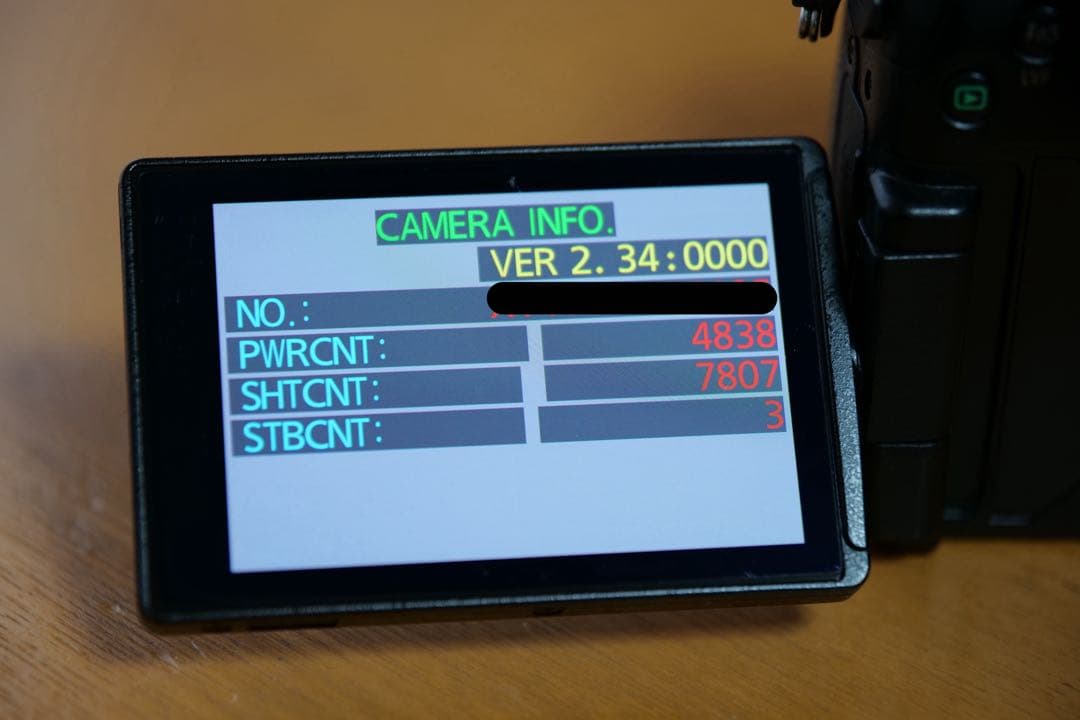 CAMERA INFO.
VER 2. 34:0000
NO.:
PWRCNT: 4838
SHTCNT: 7807
STBCNT: 3